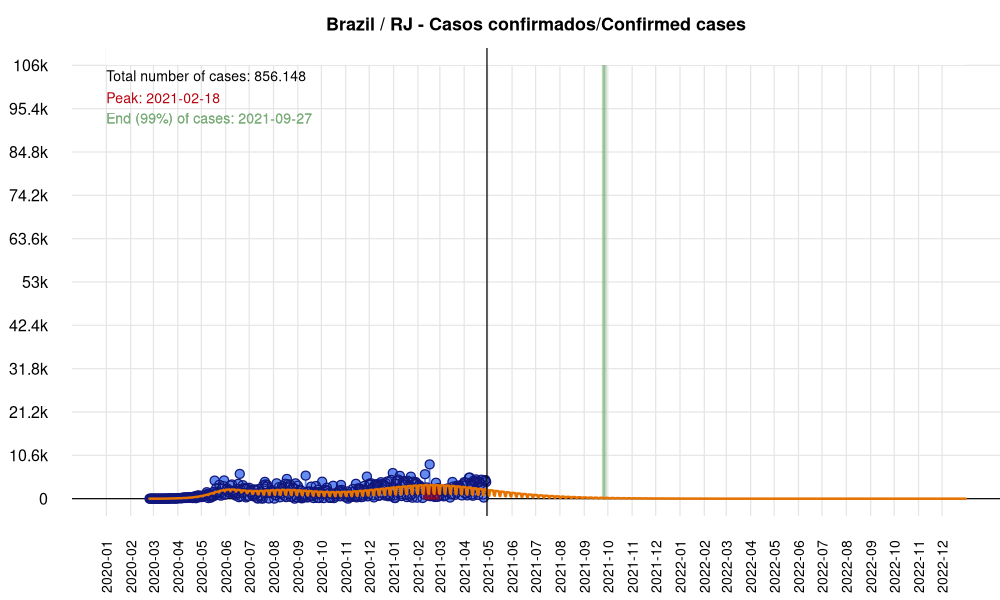 Brazil / RJ - Casos confirmados/Confirmed cases
Total number of cases: 856.148
Peak: 2021-02-18
End (99%) of cases: 2021-09-27
106k
95.4k
84.8k
74.2k
63.6k
53k
42.4k
31.8k
21.2k
10.6k
0
2020-01
2020-02
2020-03
2020-04
2020-05
2020-06
2020-07
2020-08
2020-09
2020-10
2020-11
2020-12
2021-01
2021-02
2021-03
2021-04
2021-05
2021-06
2021-07
2021-08
2021-09
2021-10
2021-11
2021-12
2022-01
2022-02
2022-03
2022-04
2022-05
2022-06
2022-07
2022-08
2022-09
2022-10
2022-11
2022-12